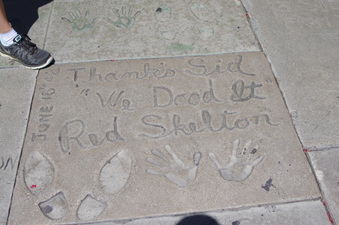 Thanks Sid
"We Dood It
Red Skelton
JUNE 18